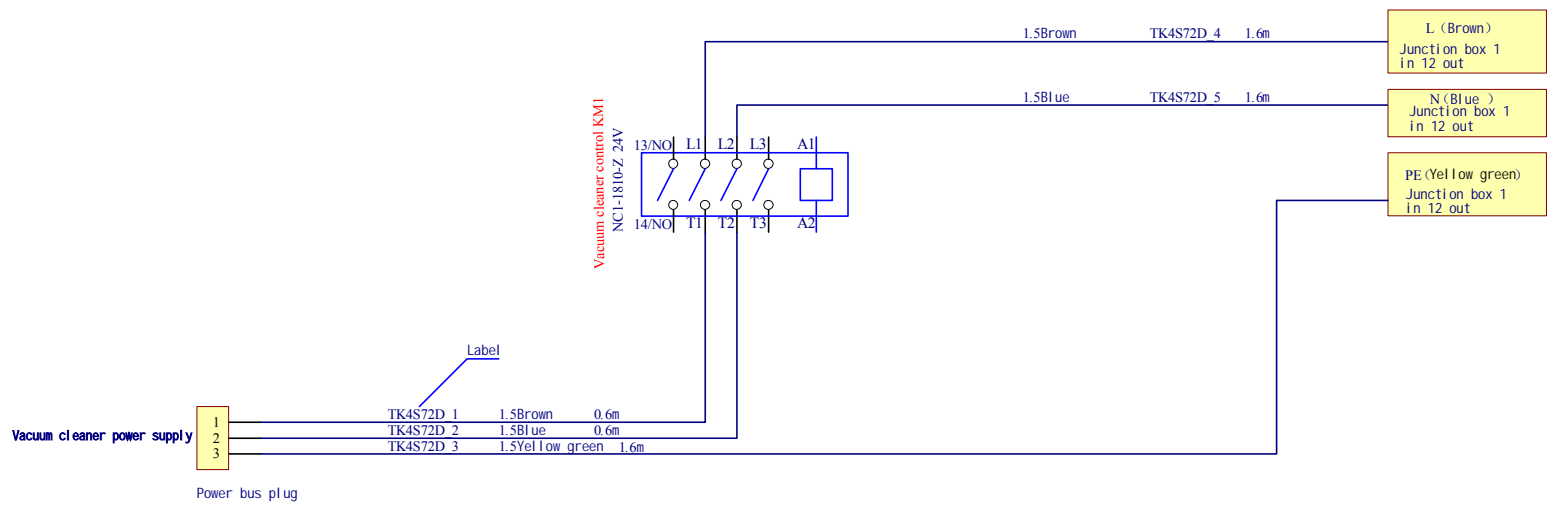 1.5Brown TK4S72D_4 1.6m
L（Brown）
Junction box 1
in 12 out
1.5Blue TK4S72D_5 1.6m
N(Blue )
Junction box 1
in 12 out
PE(Yellow green)
Junction box 1
in 12 out
Vacuum cleaner control KM1
NC1-1810-Z 24V
13/NO L1 L2 L3 A1
14/NO T1 T2 T3 A2
Label
TK4S72D_1 1.5Brown 0.6m
TK4S72D_2 1.5Blue 0.6m
TK4S72D_3 1.5Yellow green 1.6m
Vacuum cleaner power supply
1
2
3
Power bus plug